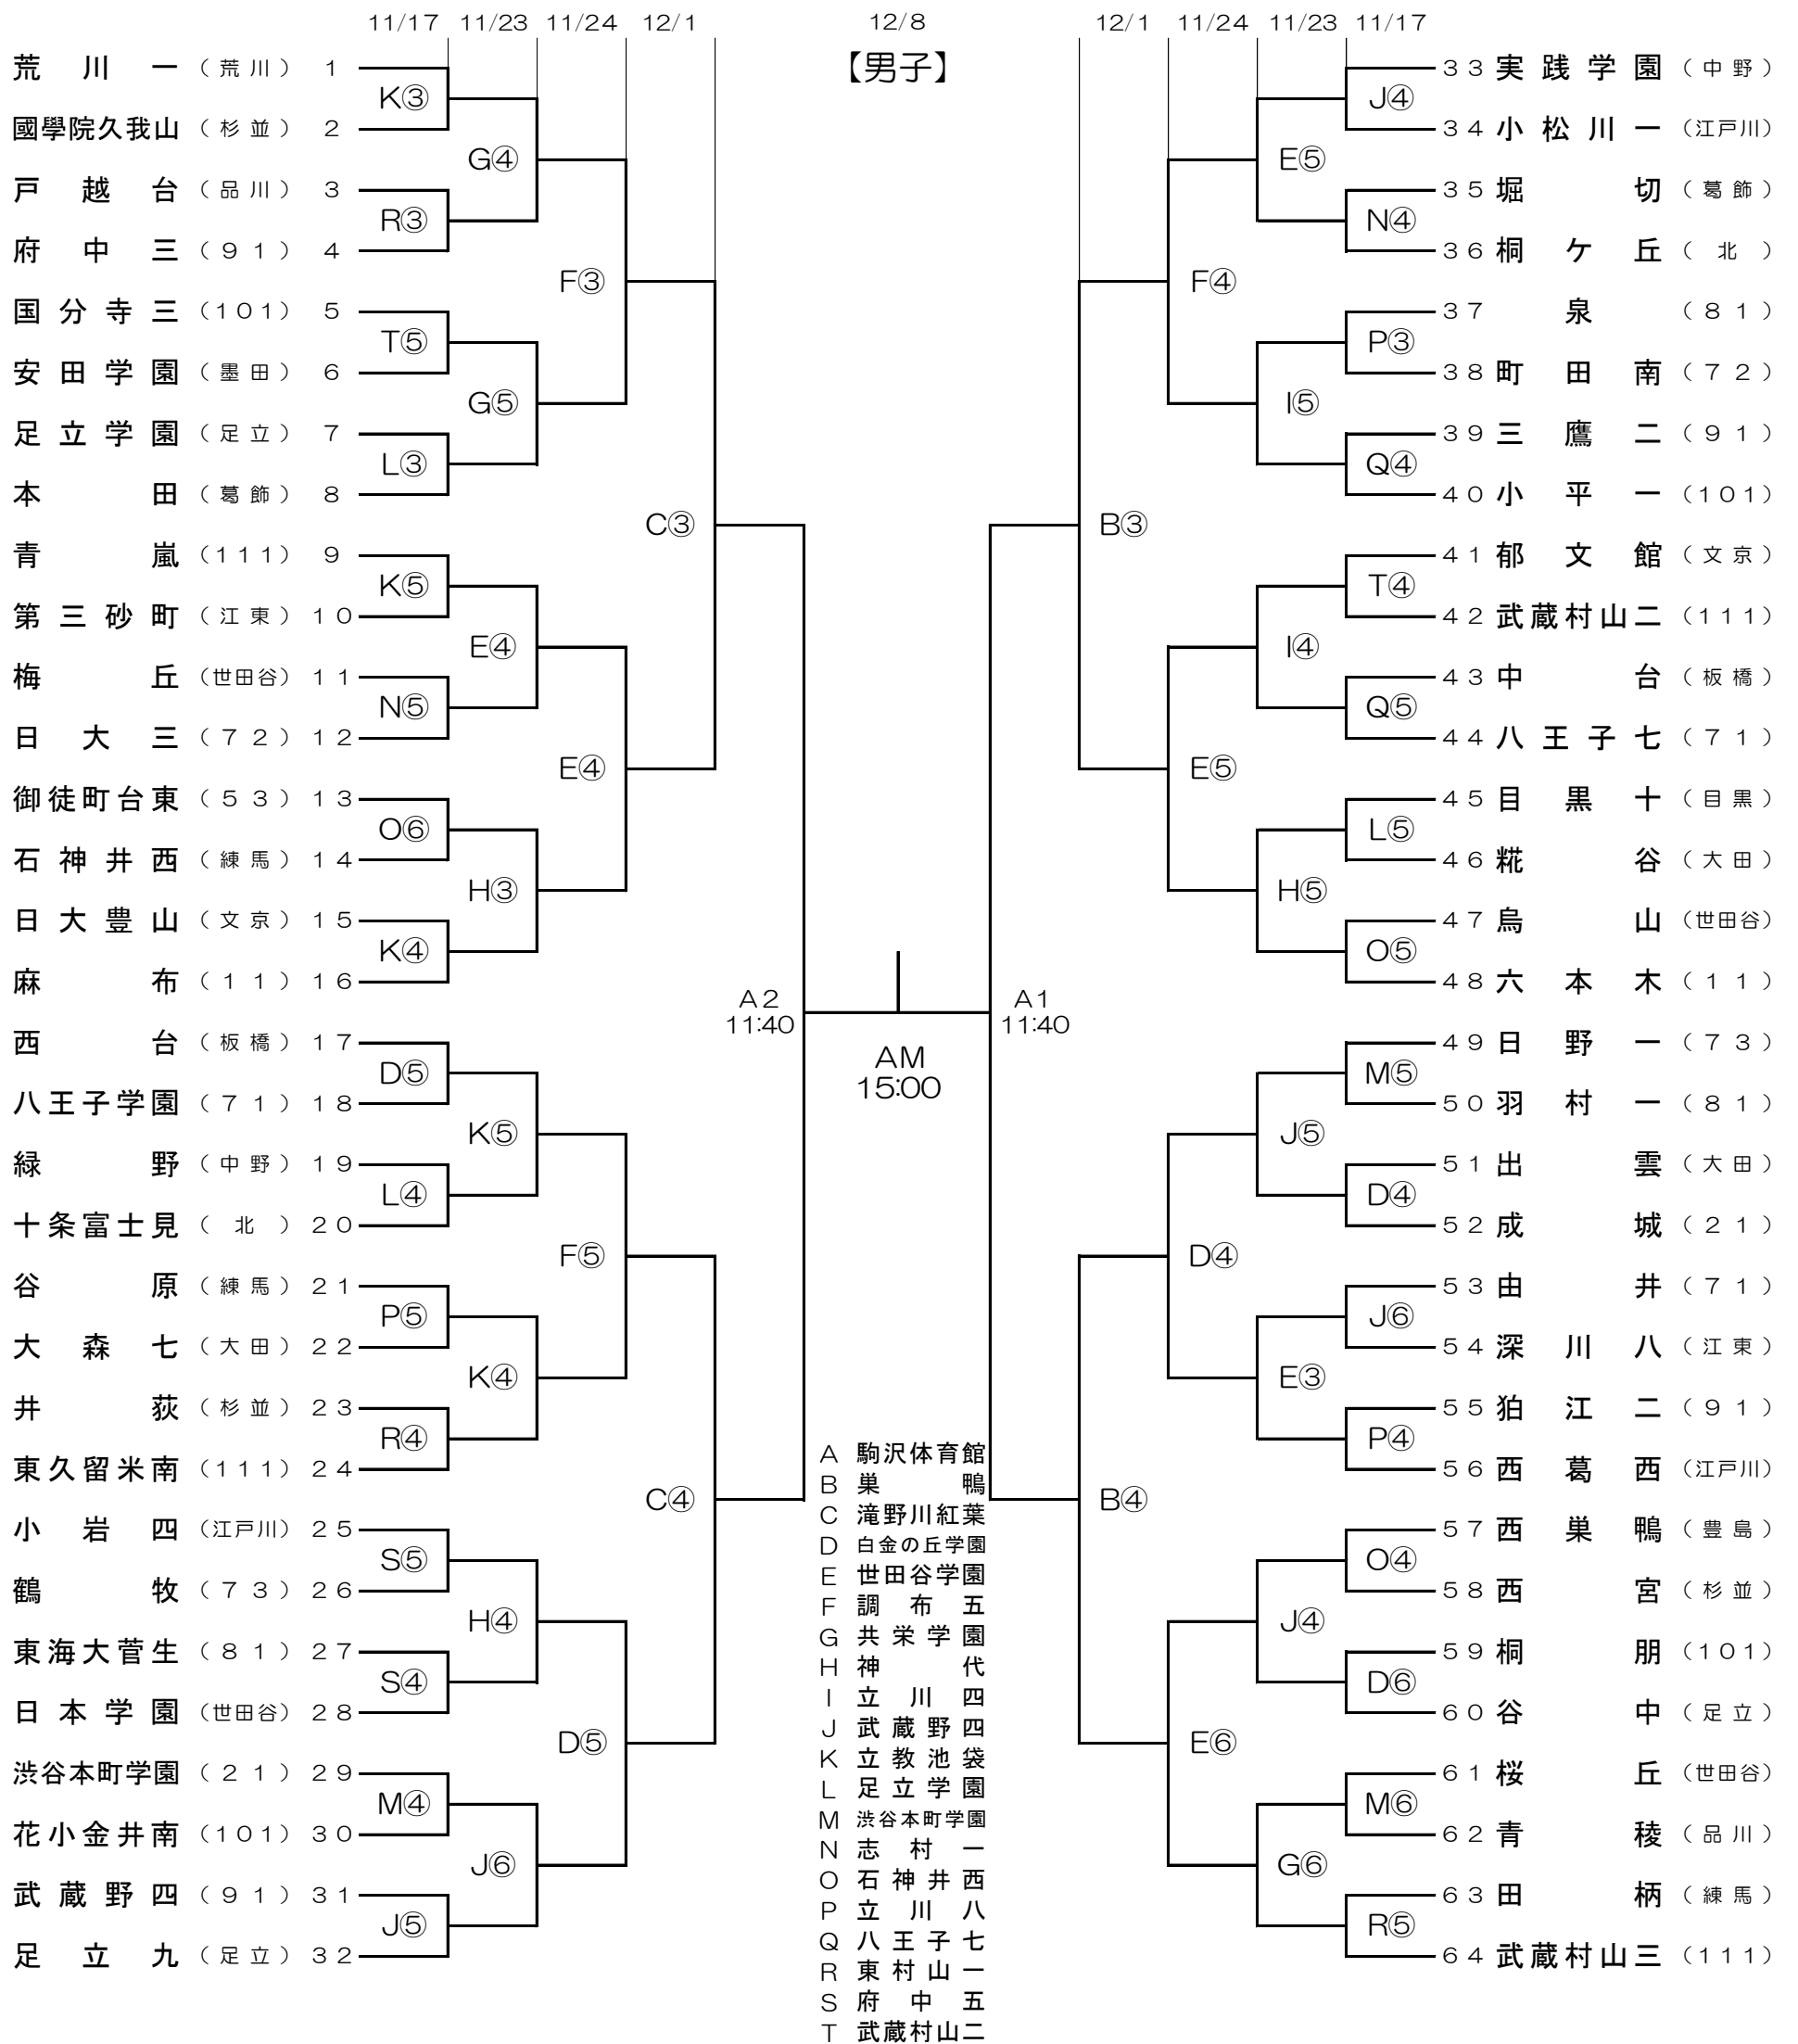 11/17 11/23 11/24 12/1 12/8 12/1 11/24 11/23 11/17
【男子】
荒川一 (荒川) 1
K③
國學院久我山 (杉並) 2
G④
戸越台 (品川) 3
R③
府中三 (91) 4
F③
国分寺三 (101) 5
T⑤
安田学園 (墨田) 6
G⑤
足立学園 (足立) 7
L③
本田 (葛飾) 8
C③
青嵐 (111) 9
K⑤
第三砂町 (江東) 10
E④
梅丘 (世田谷) 11
N⑤
日大三 (72) 12
E④
御徒町台東 (53) 13
O⑥
石神井西 (練馬) 14
H③
日大豊山 (文京) 15
K④
麻布 (11) 16
A2
11:40
西台 (板橋) 17
D⑤
八王子学園 (71) 18
K⑤
緑野 (中野) 19
L④
十条富士見 (北) 20
F⑤
谷原 (練馬) 21
P⑤
大森七 (大田) 22
K④
井荻 (杉並) 23
R④
東久留米南 (111) 24
C④
小岩四 (江戸川) 25
S⑤
鶴牧 (73) 26
H④
東海大菅生 (81) 27
S④
日本学園 (世田谷) 28
D⑤
渋谷本町学園 (21) 29
M④
花小金井南 (101) 30
J⑥
武蔵野四 (91) 31
J⑤
足立九 (足立) 32
AM
15:00
A 駒沢体育館
B 巣鴨
C 滝野川紅葉
D 白金の丘学園
E 世田谷学園
F 調布五
G 共栄学園
H 神代
I 立川四
J 武蔵野四
K 立教池袋
L 足立学園
M 渋谷本町学園
N 志村一
O 石神井西
P 立川八
Q 八王子七
R 東村山一
S 府中五
T 武蔵村山二
33 実践学園 (中野)
J④
34 小松川一 (江戸川)
E⑤
35 堀切 (葛飾)
N④
36 桐ケ丘 (北)
F④
37 泉 (81)
P③
38 町田南 (72)
I⑤
39 三鷹二 (91)
Q④
40 小平一 (101)
B③
41 郁文館 (文京)
T④
42 武蔵村山二 (111)
I④
43 中台 (板橋)
Q⑤
44 八王子七 (71)
E⑤
45 目黒十 (目黒)
L⑤
46 糀谷 (大田)
H⑤
47 烏山 (世田谷)
O⑤
48 六本木 (11)
A1
11:40
49 日野一 (73)
M⑤
50 羽村一 (81)
J⑤
51 出雲 (大田)
D④
52 成城 (21)
D④
53 由井 (71)
J⑥
54 深川八 (江東)
E③
55 狛江二 (91)
P④
56 西葛西 (江戸川)
B④
57 西巣鴨 (豊島)
O④
58 西宮 (杉並)
J④
59 桐朋 (101)
D⑥
60 谷中 (足立)
E⑥
61 桜丘 (世田谷)
M⑥
62 青稜 (品川)
G⑥
63 田柄 (練馬)
R⑤
64 武蔵村山三 (111)